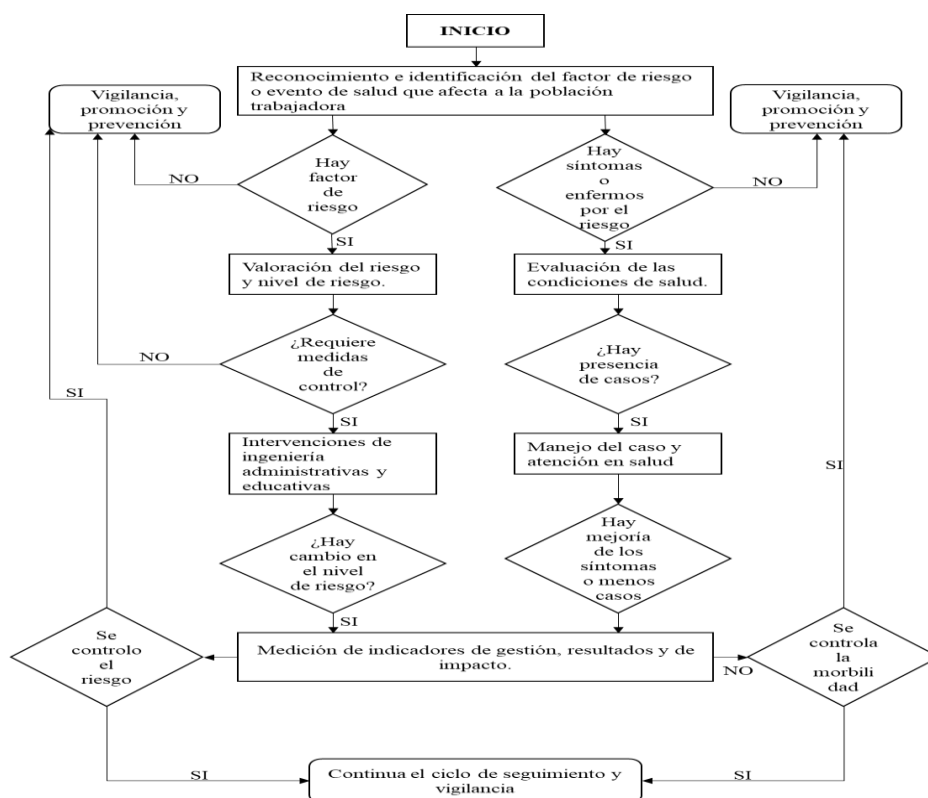 INICIO
Reconocimiento e identificación del factor de riesgo
o evento de salud que afecta a la población
trabajadora
Vigilancia,
promoción y
prevención
Vigilancia,
promoción y
prevención
Hay
factor
de
riesgo
NO
SI
Hay
síntomas
o
enfermos
por el
riesgo
NO
SI
Valoración del riesgo
y nivel de riesgo.
Evaluación de las
condiciones de salud.
¿Requiere
medidas
de
control?
NO
SI
¿Hay
presencia
de casos?
SI
SI
Intervenciones de
ingeniería
administrativas y
educativas
Manejo del caso y
atención en salud
SI
¿Hay
cambio en
el nivel
de riesgo?
SI
Hay
mejoría
de los
síntomas
o menos
casos
Se
controlo
el
riesgo
Medición de indicadores de gestión, resultados y de
impacto.
NO
Se
controla
la
morbili
dad
SI
Continua el ciclo de seguimiento y
vigilancia
SI